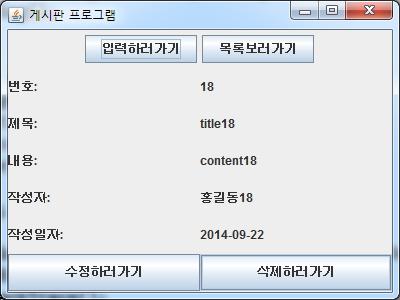 게시판 프로그램
입력하러가기 목록보러가기
번호: 18
제목: title18
내용: content18
작성자: 홍길동18
작성일자: 2014-09-22
수정하러가기 삭제하러가기